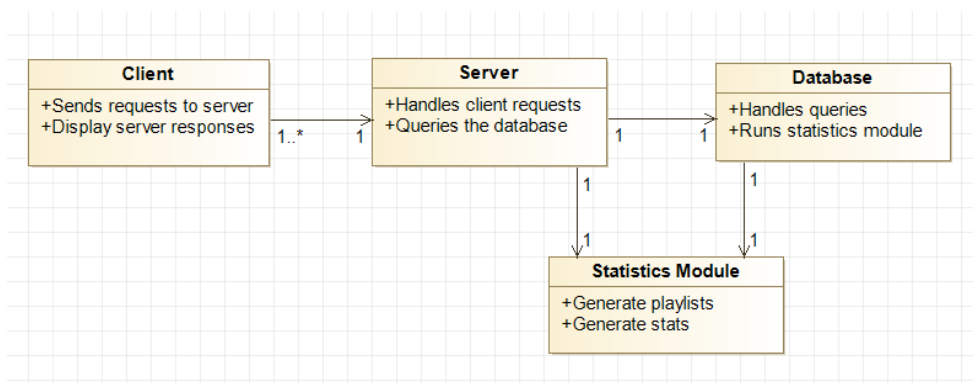 Client
+Sends requests to server
+Display server responses
1..*
1
Server
+Handles client requests
+Queries the database
1
1
Database
+Handles queries
+Runs statistics module
1
1
1
1
Statistics Module
+Generate playlists
+Generate stats